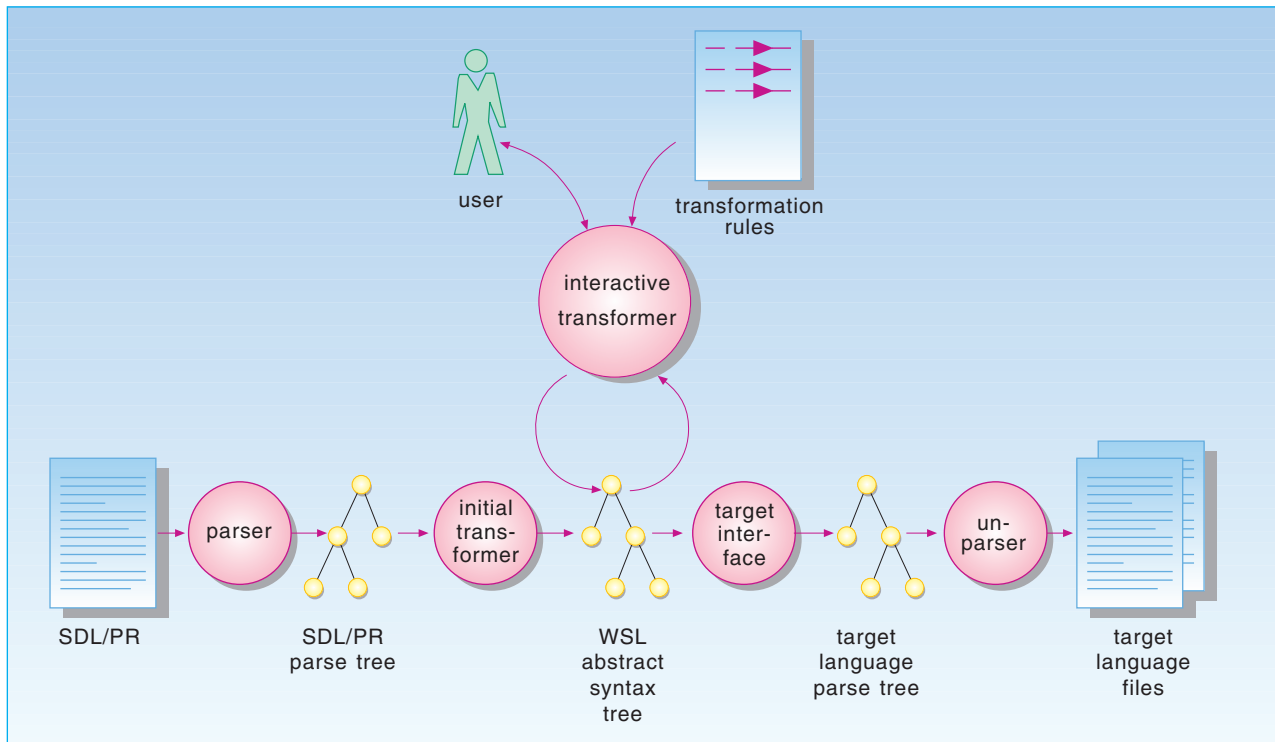 user
transformation
rules
interactive
transformer
parser
initial
trans-
former
target
inter-
face
un-
parser
SDL/PR
SDL/PR
parse tree
WSL
abstract
syntax
tree
target
language
parse tree
target
language
files